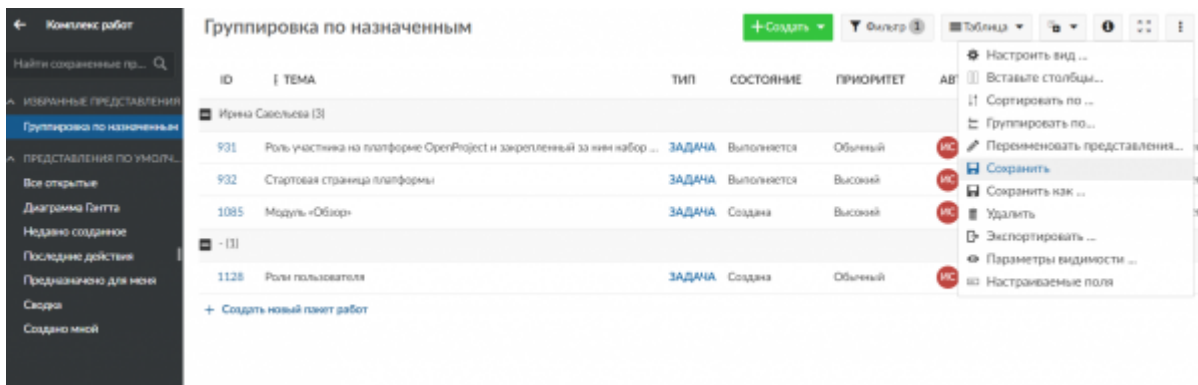 Комплекс работ
Найти сохраненные пр...
ИЗБРАННЫЕ ПРЕДСТАВЛЕНИЯ
Группировка по назначенным
ПРЕДСТАВЛЕНИЯ ПО УМОЛЧ...
Все открытые
Диаграмма Гантта
Недавно созданное
Последние действия
Предназначено для меня
Сводка
Создано мной
Группировка по назначенным
+ Создать
Фильтр 1
Таблица
ID ТЕМА ТИП СОСТОЯНИЕ ПРИОРИТЕТ АВТ
Ирина Савельева (3)
931 Роль участника на платформе OpenProject и закрепленный за ним набор ... ЗАДАЧА Выполняется Обычный ИС
932 Стартовая страница платформы ЗАДАЧА Выполняется Высокий ИС
1085 Модуль «Обзор» ЗАДАЧА Создана Высокий ИС
- (1)
1128 Роли пользователя ЗАДАЧА Создана Обычный ИС
+ Создать новый пакет работ
Настроить вид ...
Вставьте столбцы...
Сортировать по ...
Группировать по...
Переименовать представления...
Сохранить
Сохранить как ...
Удалить
Экспортировать ...
Параметры видимости ...
Настраиваемые поля